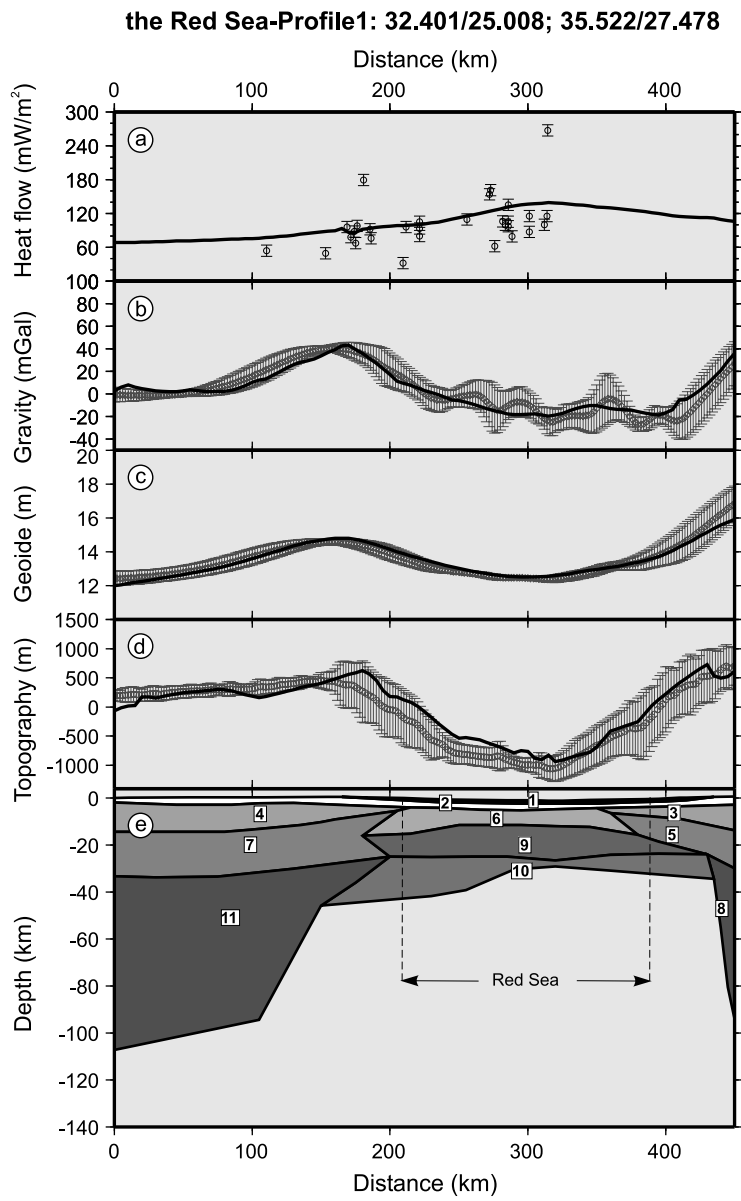 the Red Sea-Profile1: 32.401/25.008; 35.522/27.478
Distance (km)
0 100 200 300 400
Heat flow (mW/m²)
300
240
180
120
60
100
a
Gravity (mGal)
80
60
40
20
0
-20
-40
b
Geoide (m)
20
18
16
14
12
c
Topography (m)
1500
1000
500
0
-500
-1000
d
Depth (km)
0
-20
-40
-60
-80
-100
-120
-140
e
1
2
3
4
5
6
7
8
9
10
11
Red Sea
0 100 200 300 400
Distance (km)